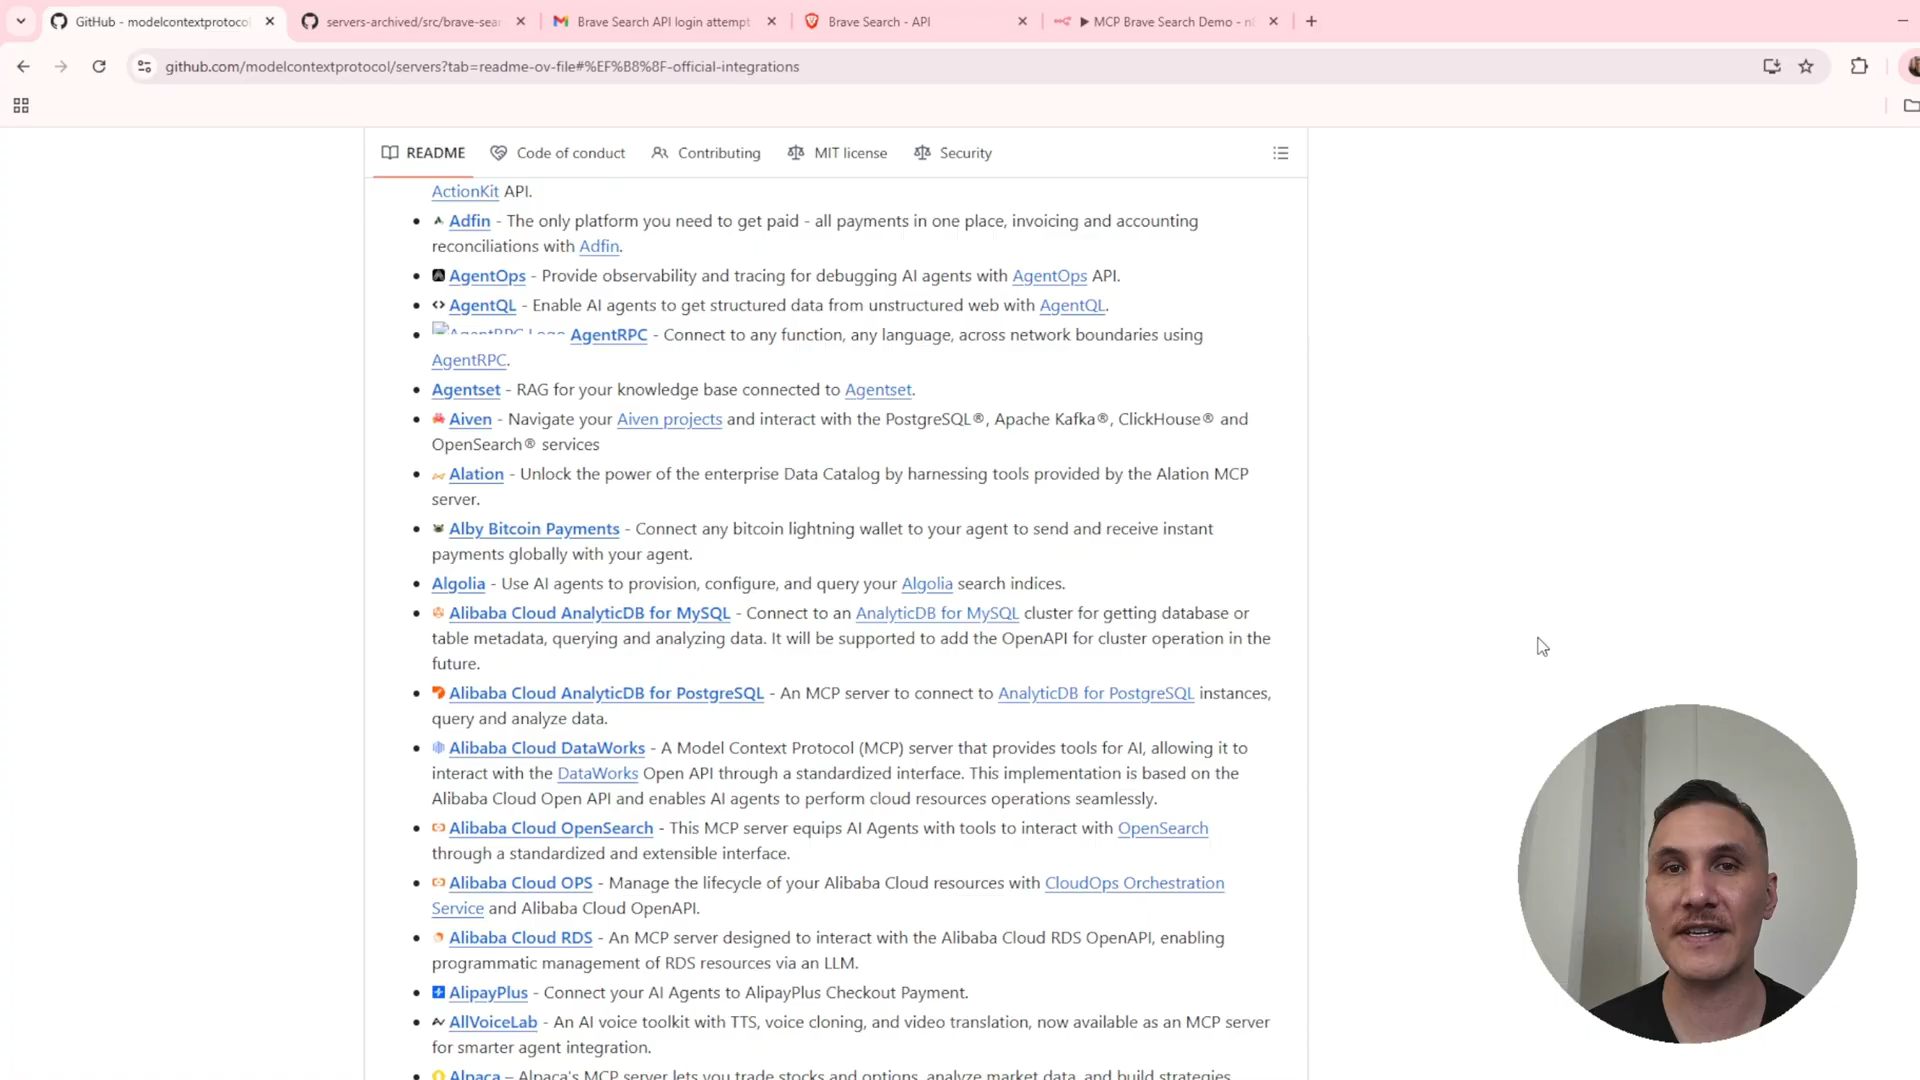 GitHub - modelcontextprotoco
servers-archived/src/brave-sear
Brave Search API login attempt
Brave Search - API
▶ MCP Brave Search Demo - n8
github.com/modelcontextprotocol/servers?tab=readme-ov-file#%EF%B8%8F-official-integrations
README
Code of conduct
Contributing
MIT license
Security
ActionKit API.
Adfin - The only platform you need to get paid - all payments in one place, invoicing and accounting
reconciliations with Adfin.
AgentOps - Provide observability and tracing for debugging AI agents with AgentOps API.
AgentQL - Enable AI agents to get structured data from unstructured web with AgentQL.
AgentRPC Logo AgentRPC - Connect to any function, any language, across network boundaries using
AgentRPC.
Agentset - RAG for your knowledge base connected to Agentset.
Aiven - Navigate your Aiven projects and interact with the PostgreSQL®, Apache Kafka®, ClickHouse® and
OpenSearch® services
Alation - Unlock the power of the enterprise Data Catalog by harnessing tools provided by the Alation MCP
server.
Alby Bitcoin Payments - Connect any bitcoin lightning wallet to your agent to send and receive instant
payments globally with your agent.
Algolia - Use AI agents to provision, configure, and query your Algolia search indices.
Alibaba Cloud AnalyticDB for MySQL - Connect to an AnalyticDB for MySQL cluster for getting database or
table metadata, querying and analyzing data. It will be supported to add the OpenAPI for cluster operation in the
future.
Alibaba Cloud AnalyticDB for PostgreSQL - An MCP server to connect to AnalyticDB for PostgreSQL instances,
query and analyze data.
Alibaba Cloud DataWorks - A Model Context Protocol (MCP) server that provides tools for AI, allowing it to
interact with the DataWorks Open API through a standardized interface. This implementation is based on the
Alibaba Cloud Open API and enables AI agents to perform cloud resources operations seamlessly.
Alibaba Cloud OpenSearch - This MCP server equips AI Agents with tools to interact with OpenSearch
through a standardized and extensible interface.
Alibaba Cloud OPS - Manage the lifecycle of your Alibaba Cloud resources with CloudOps Orchestration
Service and Alibaba Cloud OpenAPI.
Alibaba Cloud RDS - An MCP server designed to interact with the Alibaba Cloud RDS OpenAPI, enabling
programmatic management of RDS resources via an LLM.
AlipayPlus - Connect your AI Agents to AlipayPlus Checkout Payment.
AllVoiceLab - An AI voice toolkit with TTS, voice cloning, and video translation, now available as an MCP server
for smarter agent integration.
Alpaca – Alpaca's MCP server lets you trade stocks and options, analyze market data, and build strategies